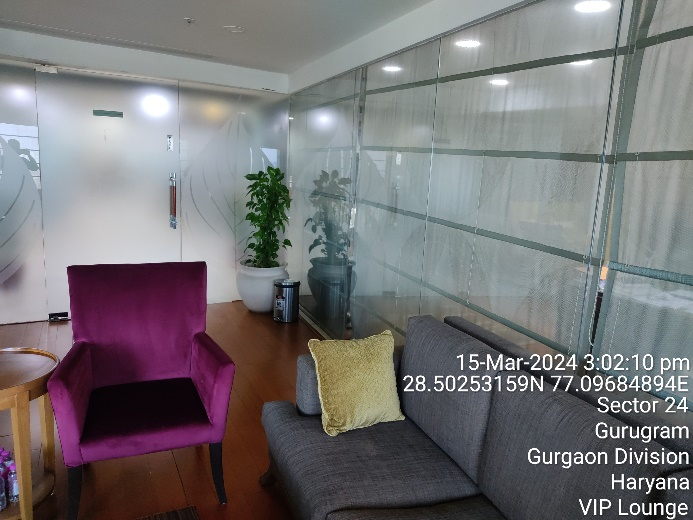 15-Mar-2024 3:02:10 pm
28.50253159N 77.09684894E
Sector 24
Gurugram
Gurgaon Division
Haryana
VIP Lounge